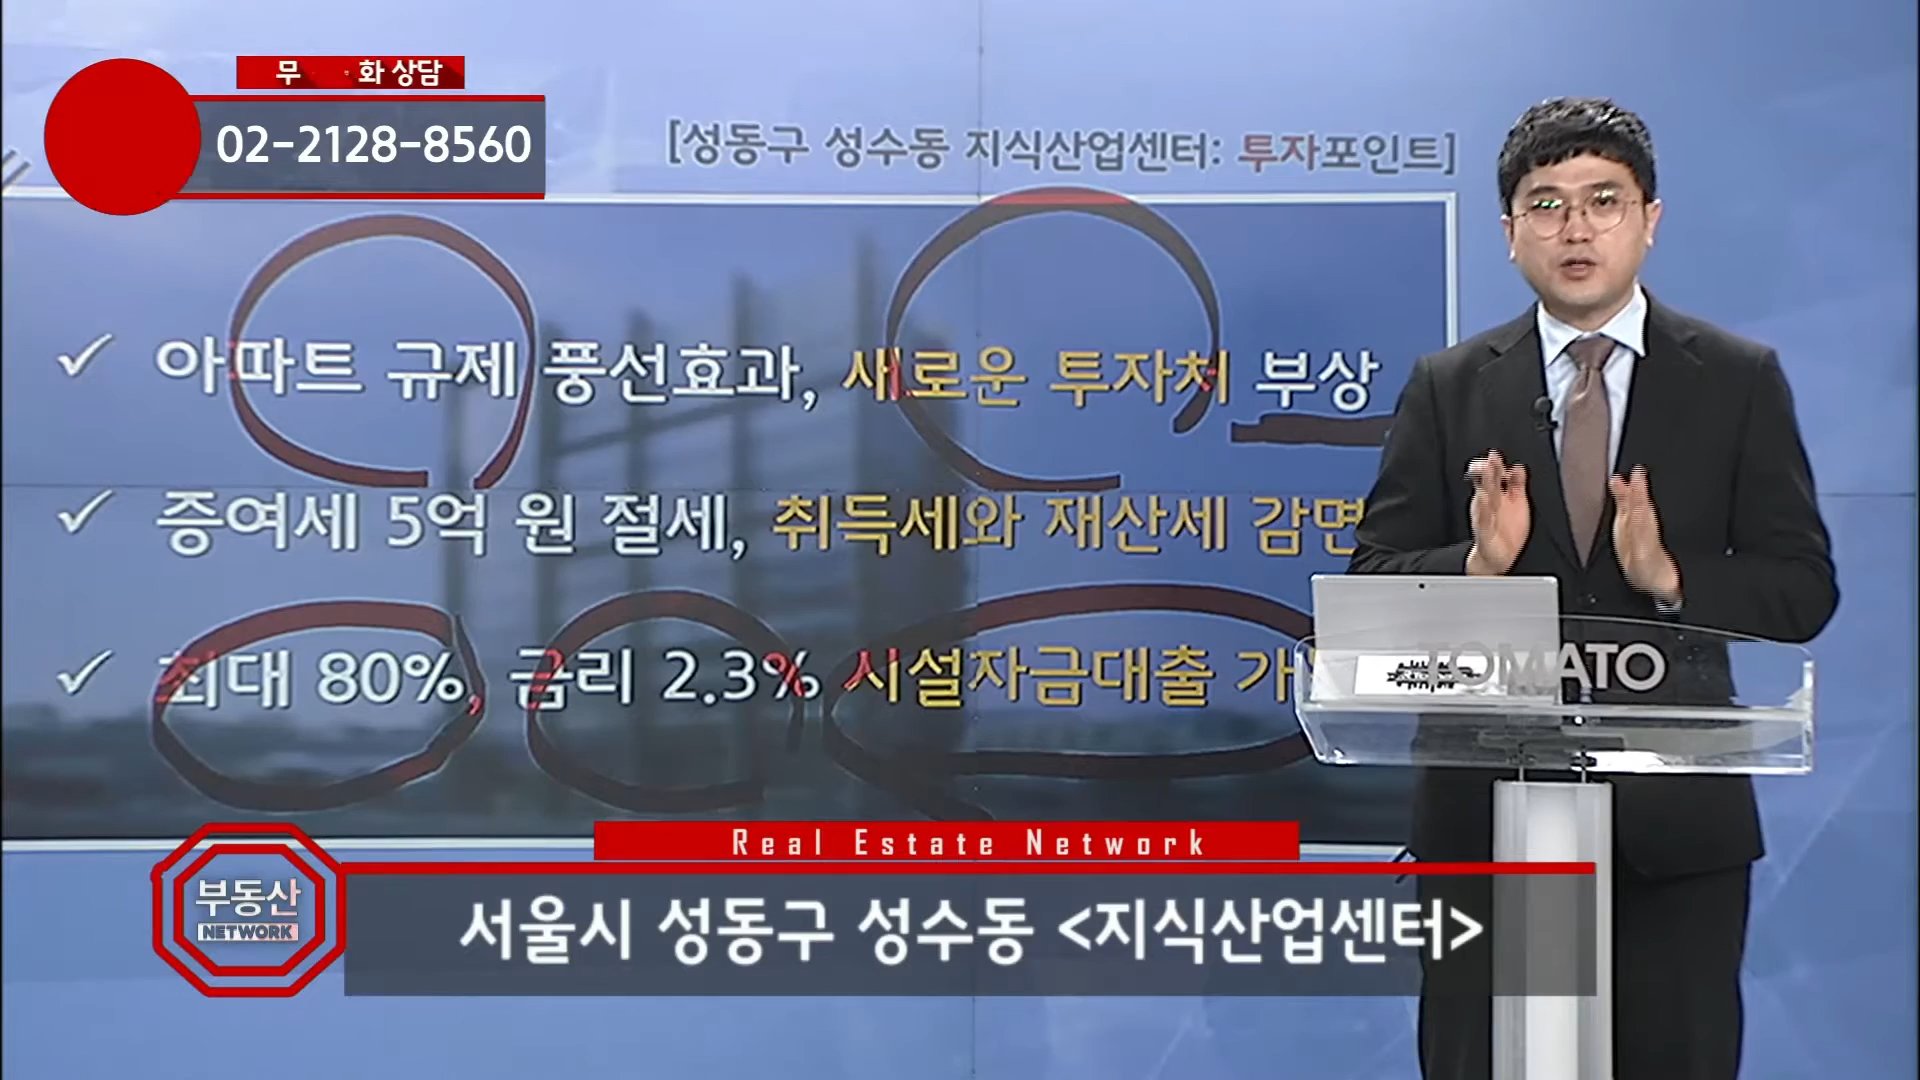 무 화 상담
02-2128-8560
[성동구 성수동 지식산업센터: 투자포인트]
아파트 규제 풍선효과, 새로운 투자처 부상
증여세 5억 원 절세, 취득세와 재산세 감면
최대 80%, 금리 2.3% 시설자금대출 가
TOMATO
Real Estate Network
부동산
NETWORK
서울시 성동구 성수동 <지식산업센터>